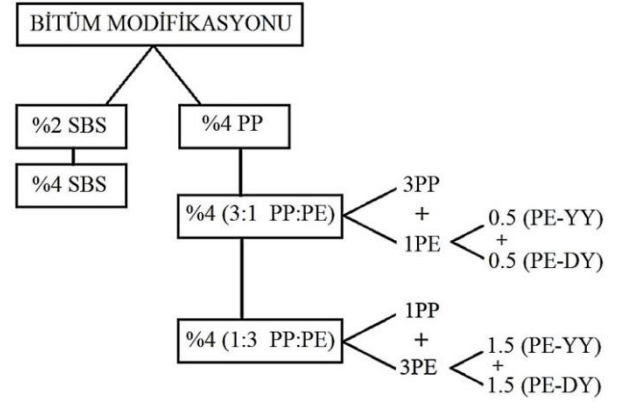 BİTÜM MODİFİKASYONU
%2 SBS
%4 PP
%4 SBS
%4 (3:1 PP:PE)
3PP
+
1PE
0.5 (PE-YY)
+
0.5 (PE-DY)
%4 (1:3 PP:PE)
1PP
+
3PE
1.5 (PE-YY)
+
1.5 (PE-DY)